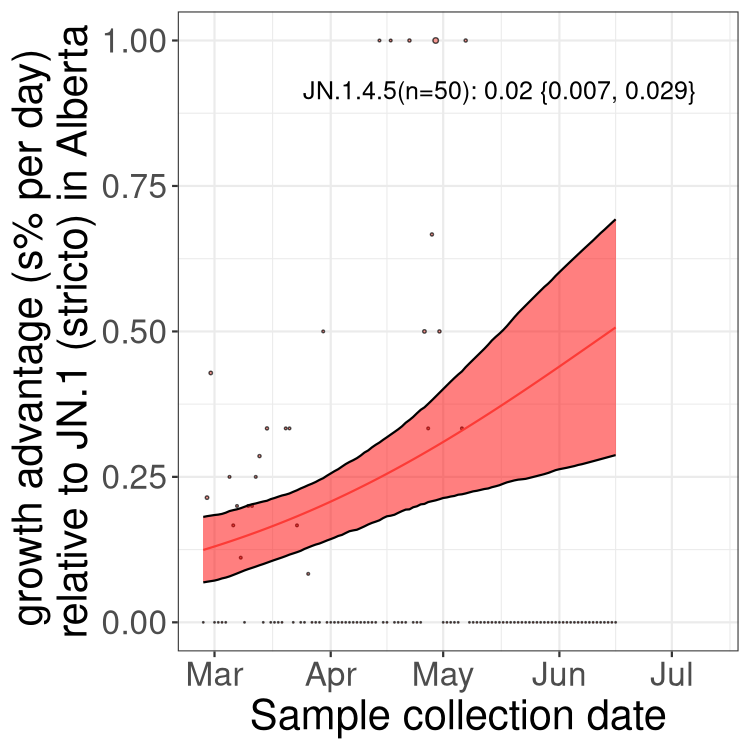 growth advantage (s% per day)
relative to JN.1 (stricto) in Alberta
1.00
0.75
0.50
0.25
0.00
JN.1.4.5(n=50): 0.02 {0.007, 0.029}
Mar Apr May Jun Jul
Sample collection date